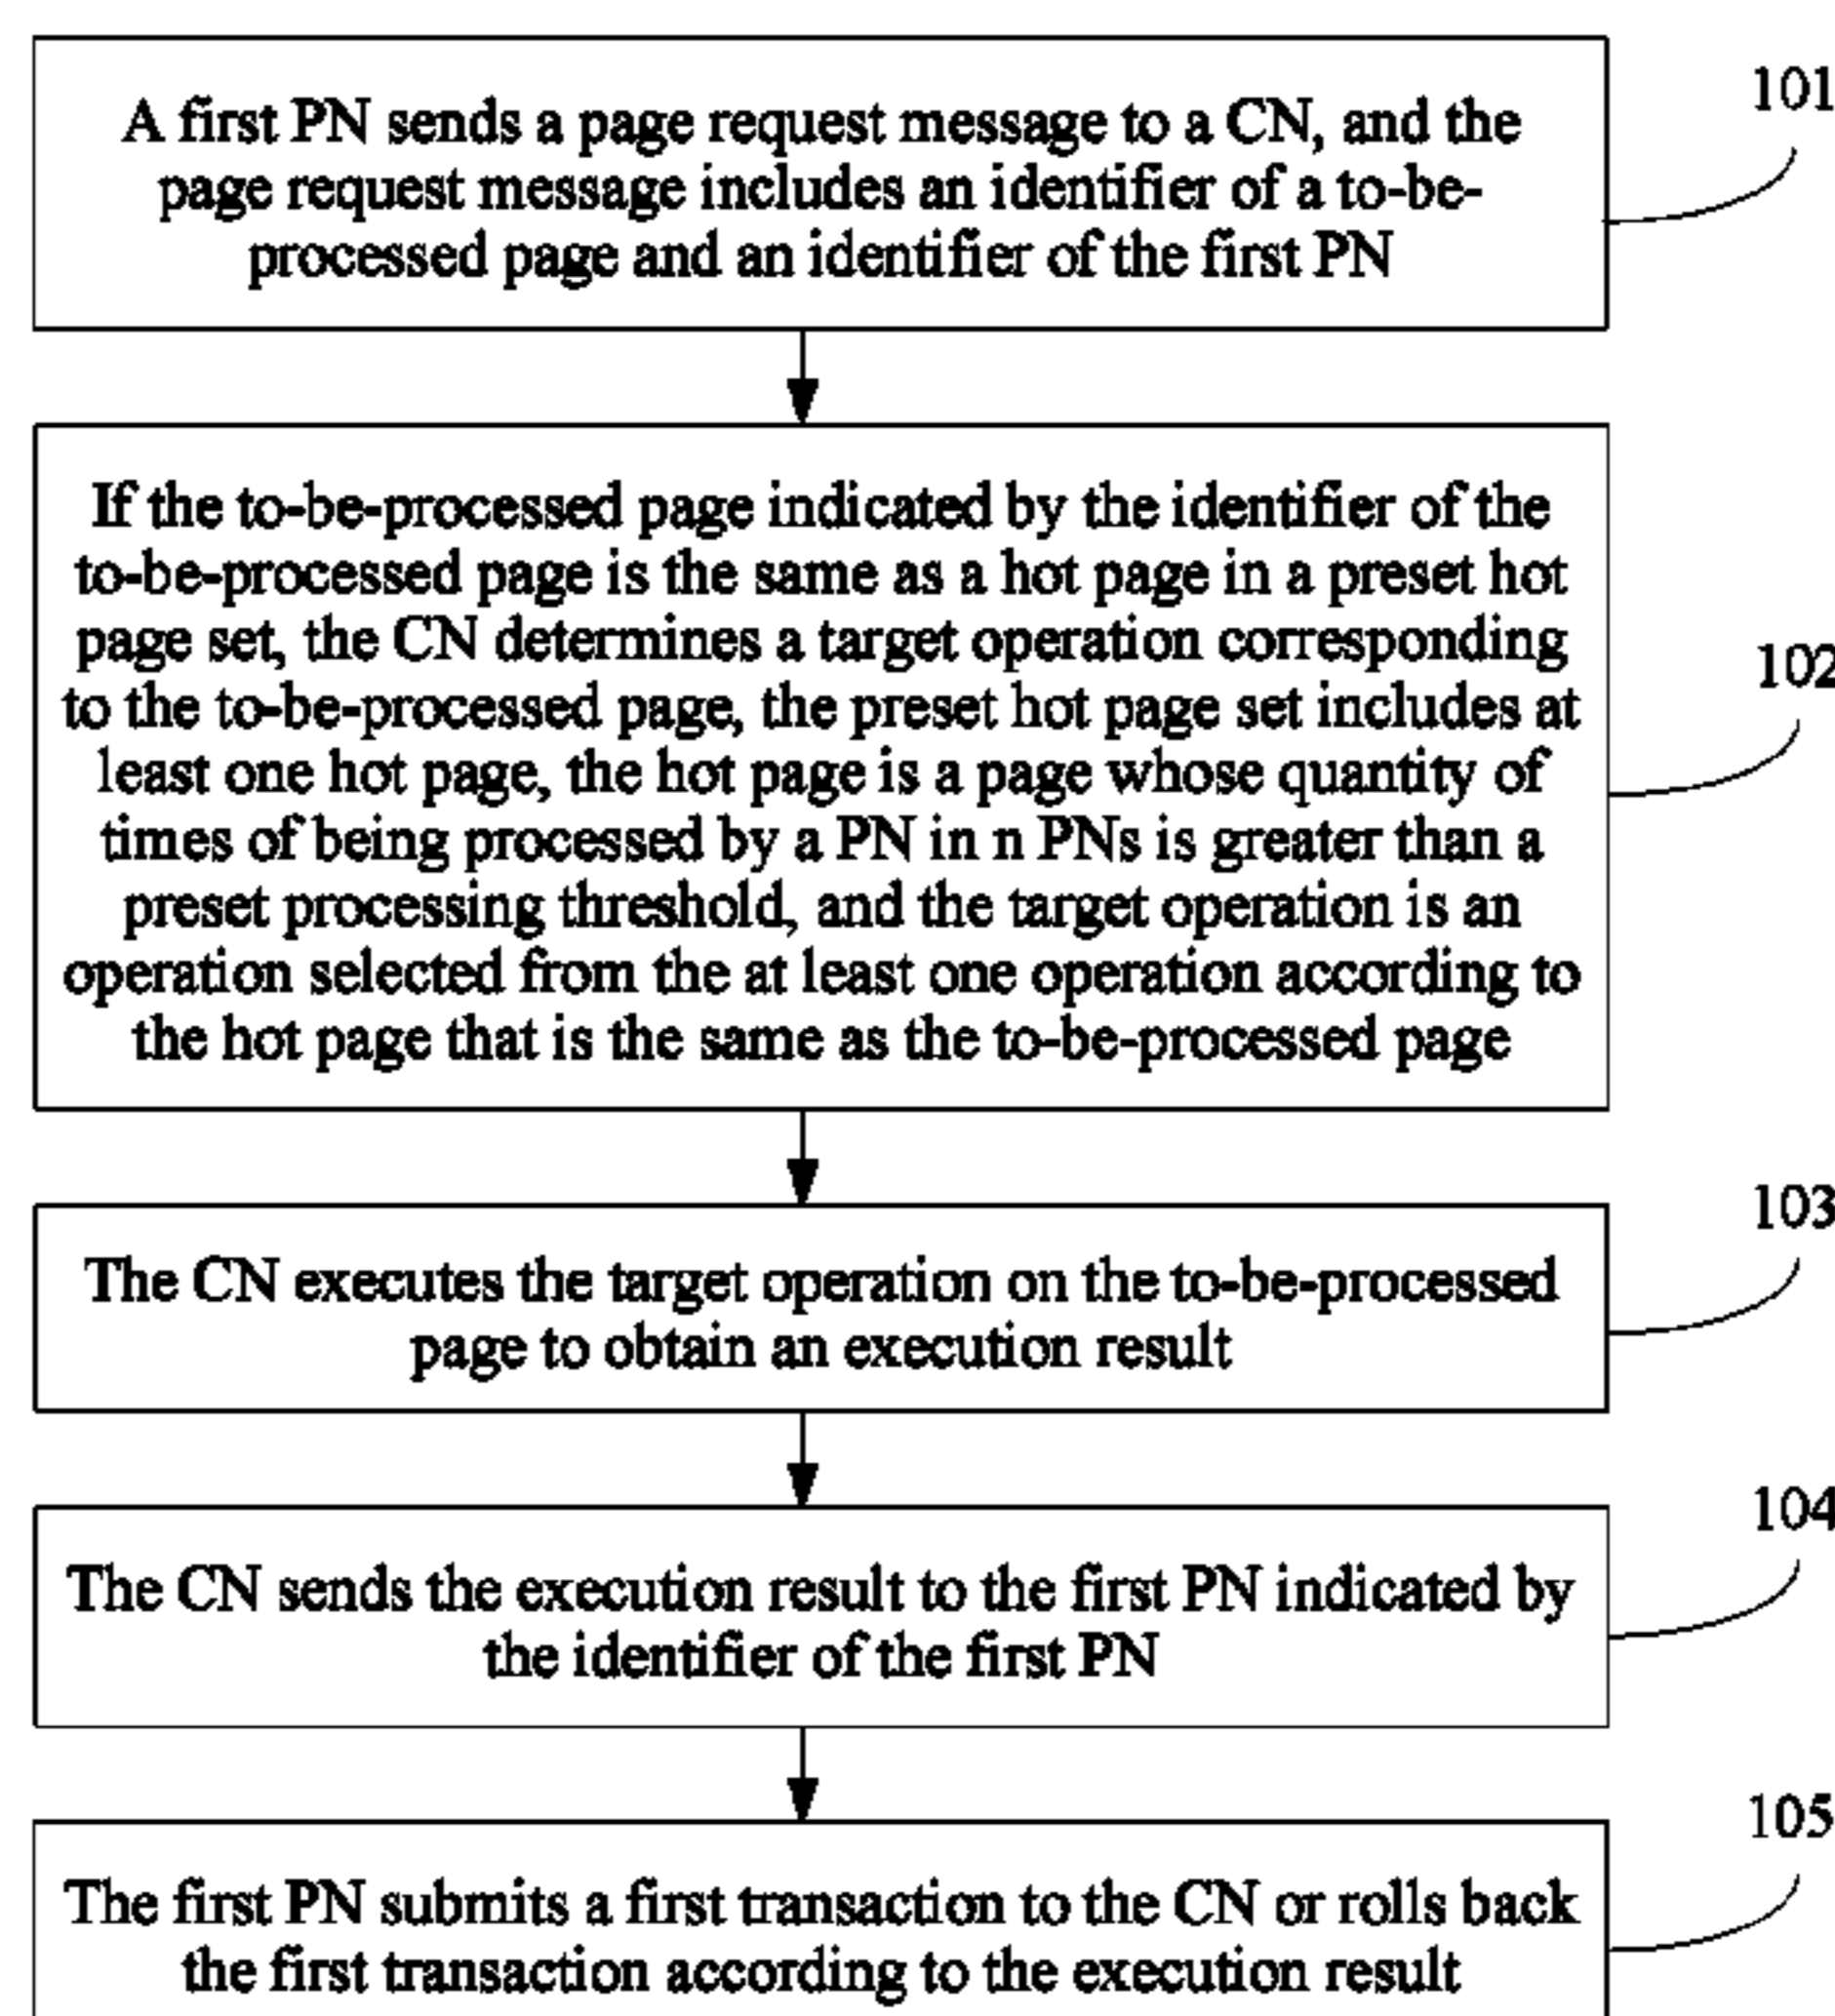 A first PN sends a page request message to a CN, and the
page request message includes an identifier of a to-be-
processed page and an identifier of the first PN
101
If the to-be-processed page indicated by the identifier of the
to-be-processed page is the same as a hot page in a preset hot
page set, the CN determines a target operation corresponding
to the to-be-processed page, the preset hot page set includes at
least one hot page, the hot page is a page whose quantity of
times of being processed by a PN in n PNs is greater than a
preset processing threshold, and the target operation is an
operation selected from the at least one operation according to
the hot page that is the same as the to-be-processed page
102
The CN executes the target operation on the to-be-processed
page to obtain an execution result
103
The CN sends the execution result to the first PN indicated by
the identifier of the first PN
104
The first PN submits a first transaction to the CN or rolls back
the first transaction according to the execution result
105